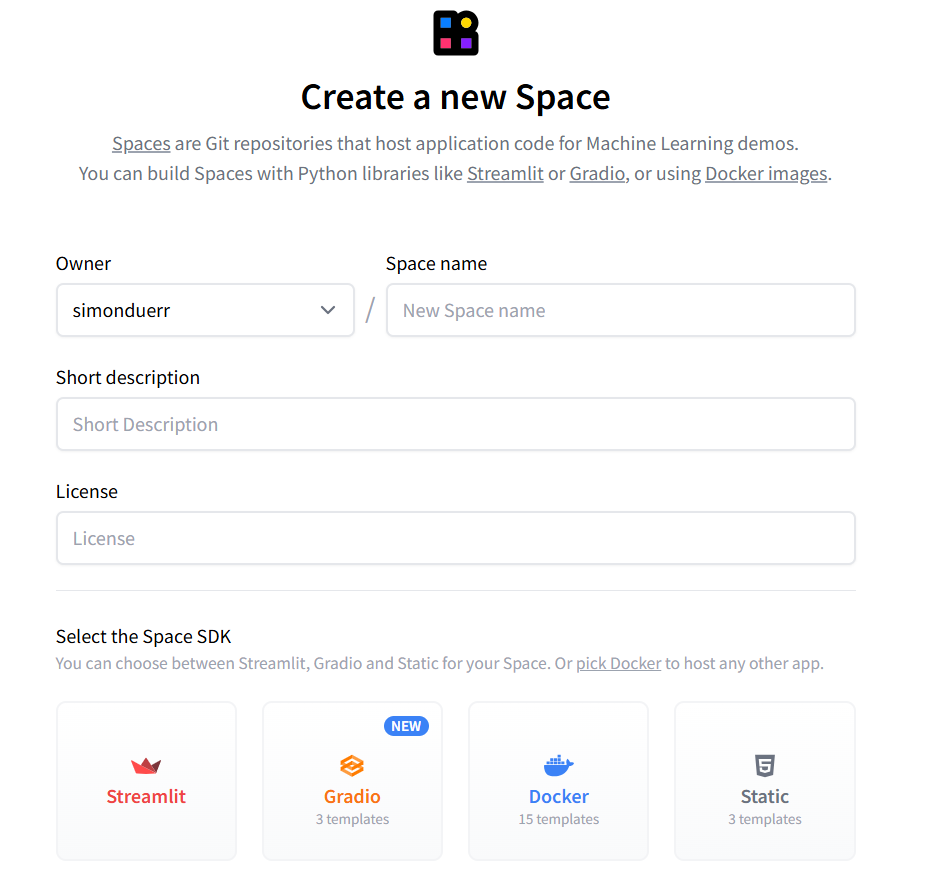 Create a new Space
Spaces are Git repositories that host application code for Machine Learning demos.
You can build Spaces with Python libraries like Streamlit or Gradio, or using Docker images.
Owner
Space name
simonduerr
/
New Space name
Short description
Short Description
License
License
Select the Space SDK
You can choose between Streamlit, Gradio and Static for your Space. Or pick Docker to host any other app.
Streamlit
NEW
Gradio
3 templates
Docker
15 templates
5
Static
3 templates